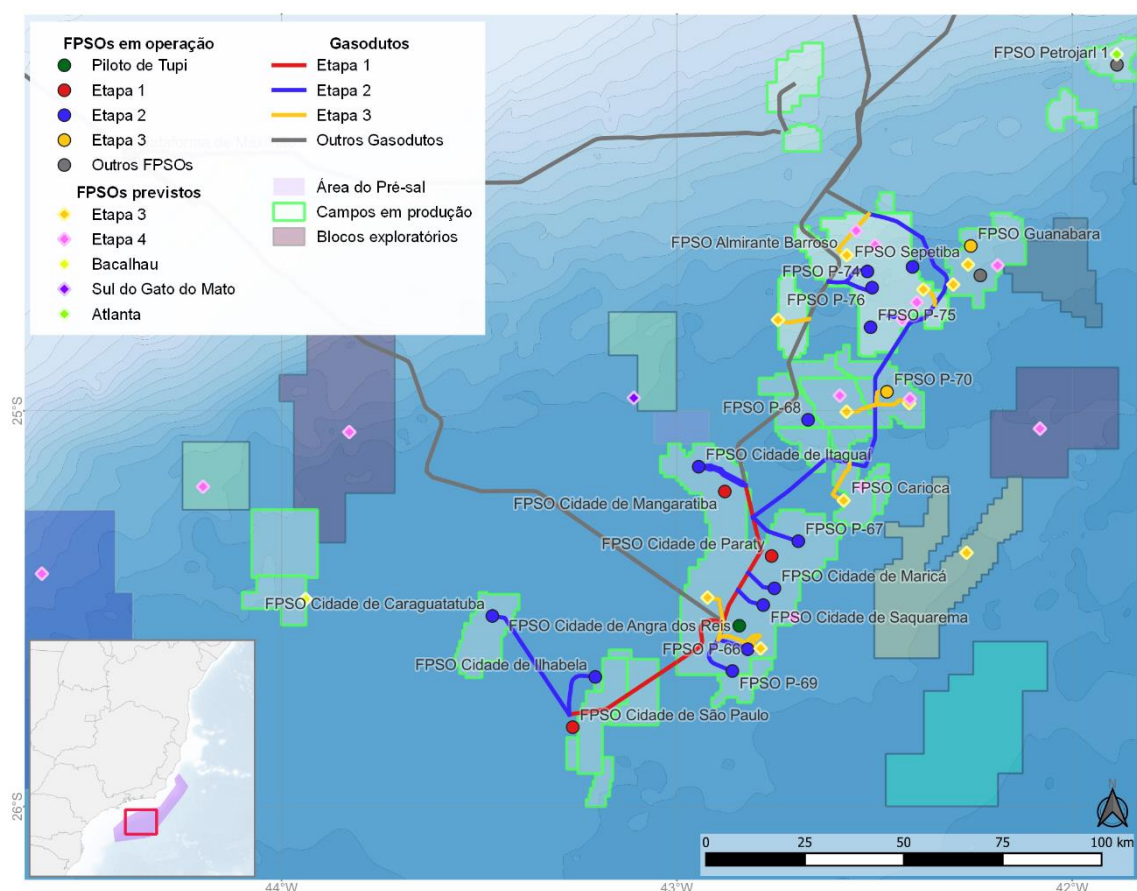 FPSOs em operação
Piloto de Tupi
Etapa 1
Etapa 2
Etapa 3
Outros FPSOs
FPSOs previstos
Etapa 3
Etapa 4
Bacalhau
Sul do Gato do Mato
Atlanta
Gasodutos
Etapa 1
Etapa 2
Etapa 3
Outros Gasodutos
Área do Pré-sal
Campos em produção
Blocos exploratórios
FPSO Petrojarl 1
FPSO Guanabara
FPSO Almirante Barroso
FPSO Sepetiba
FPSO P-74
FPSO P-76
FPSO P-75
FPSO P-70
FPSO P-68
FPSO Cidade de Itaguaí
FPSO Carioca
FPSO Cidade de Mangaratiba
FPSO P-67
FPSO Cidade de Paraty
FPSO Cidade de Maricá
FPSO Cidade de Caraguatatuba
FPSO Cidade de Saquarema
FPSO Cidade de Angra dos Reis
FPSO P-66
FPSO Cidade de Ilhabela
FPSO P-69
FPSO Cidade de São Paulo
25°S
26°S
N
0 25 50 75 100 km
44°W 43°W 42°W